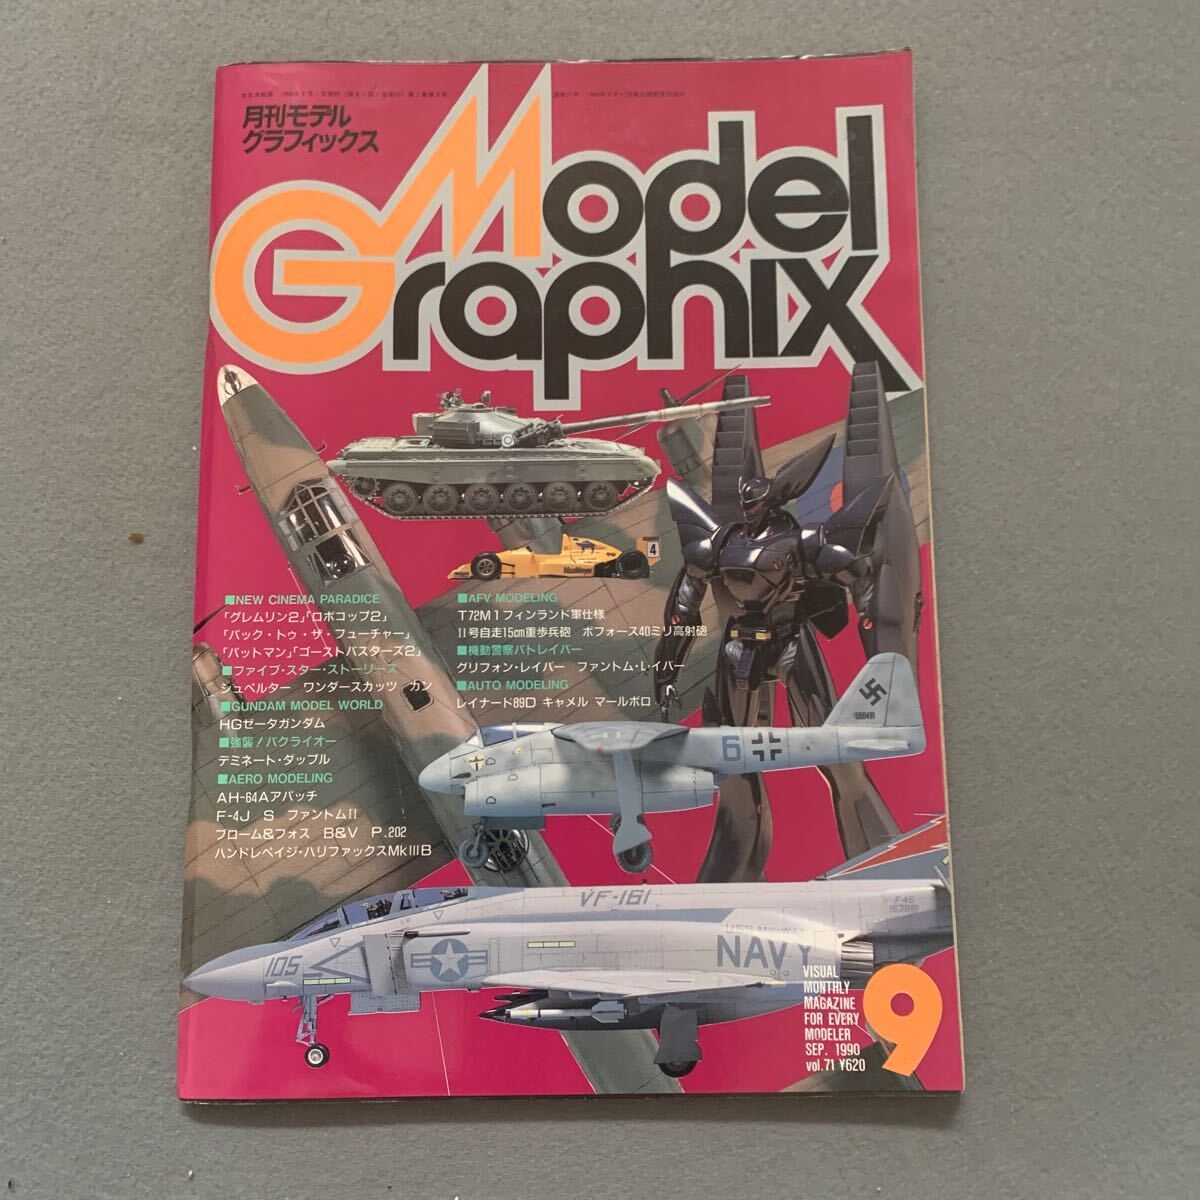 月刊モデル
グラフィックス
Model
Graphix
4
MaxMeyer
■NEW CINEMA PARADICE
「グレムリン2」「ロボコップ2」
「バック・トゥ・ザ・フューチャー」
「バットマン」「ゴーストバスターズ2」
■ファイブ・スター・ストーリーズ
シュペルター ワンダースカッツ ガン
■GUNDAM MODEL WORLD
HGゼータガンダム
■強襲!バクライオー
デミネート・ダップル
■AERO MODELING
AH-64Aアパッチ
F-4J S ファントムII
ブローム&フォス B&V P.202
ハンドレペイジ・ハリファックスMkIIIB
■AFV MODELING
T72M1フィンランド軍仕様
II号自走15cm重歩兵砲 ボフォース40ミリ高射砲
■機動警察パトレイバー
グリフォン・レイバー ファントム・レイバー
■AUTO MODELING
レイナード89D キャメル マールボロ
6
VF-161
105
F-4S
USS MIDWAY
NAVY
VISUAL
MONTHLY
MAGAZINE
FOR EVERY
MODELER
SEP. 1990
vol.71 ¥620
9